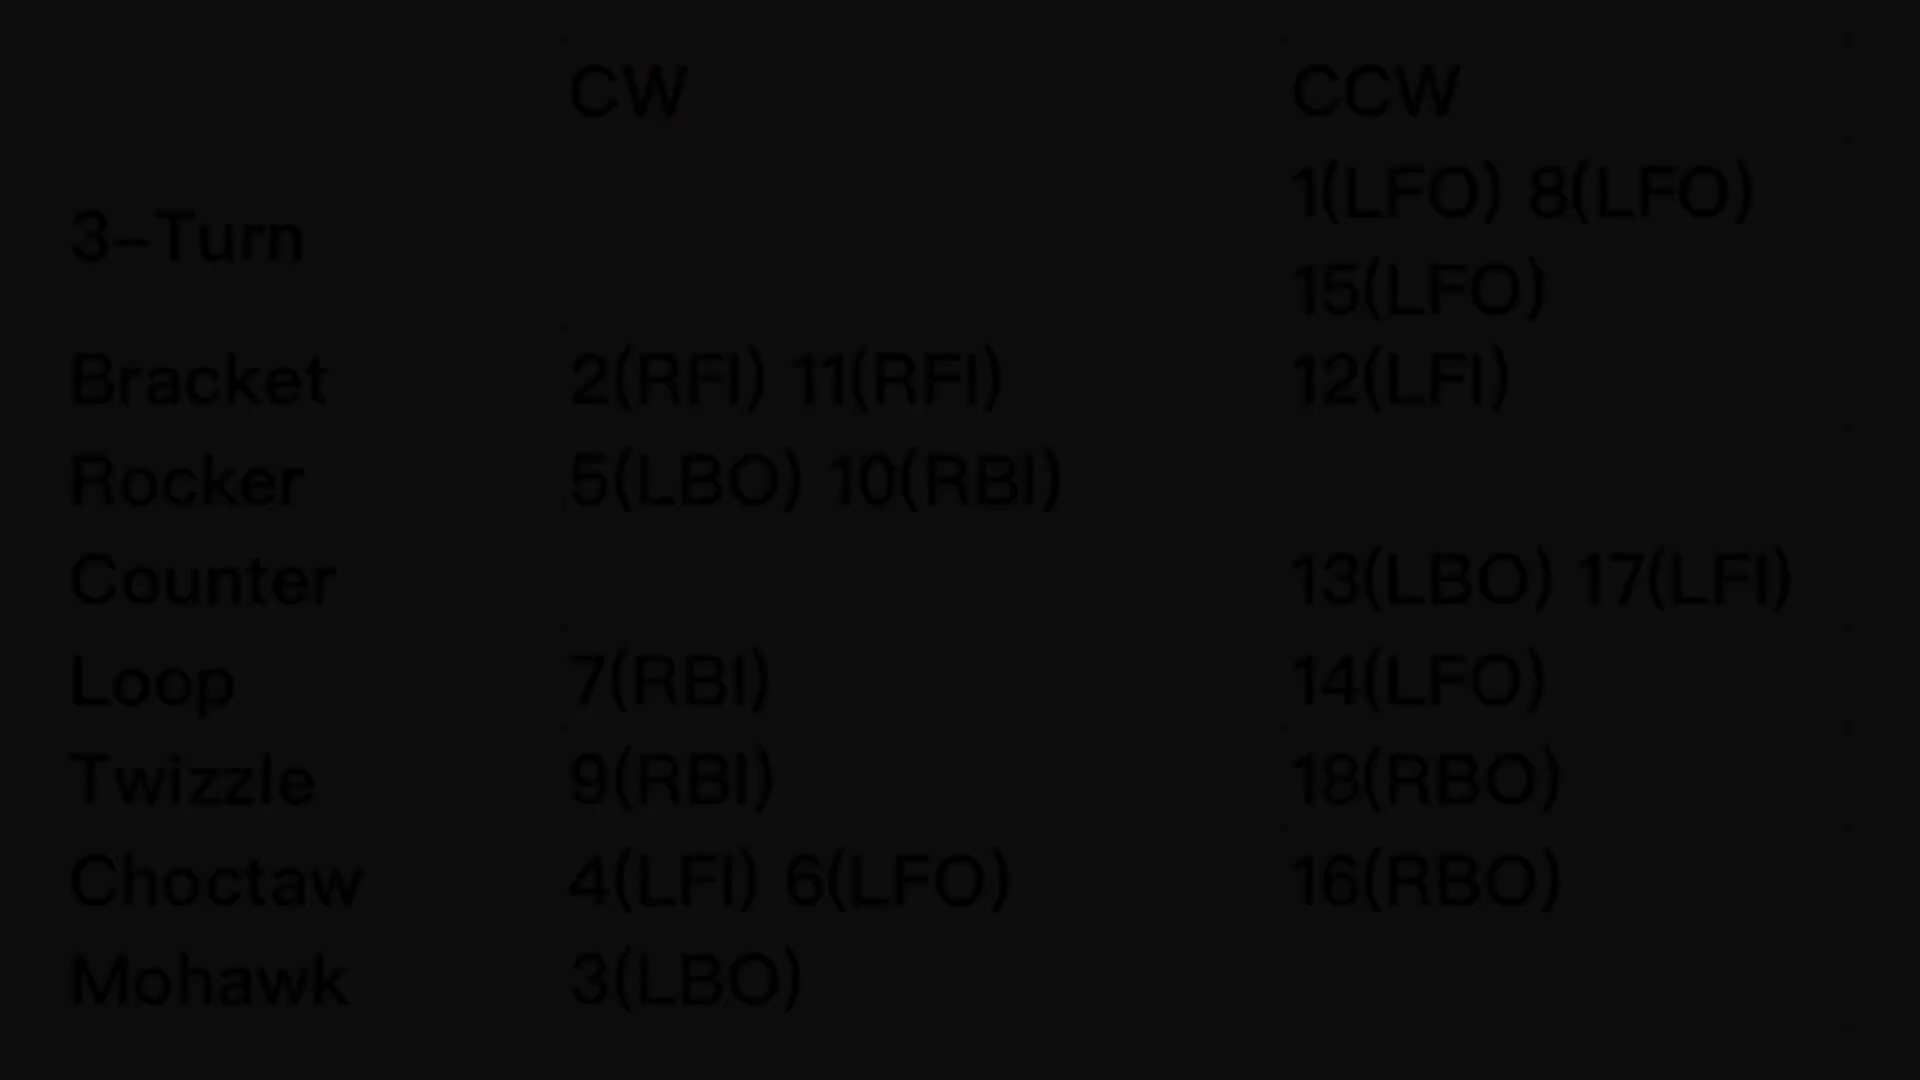 CW CCW
1(LFO) 8(LFO)
3-Turn
15(LFO)
Bracket 2(RFI) 11(RFI) 12(LFI)
Rocker 5(LBO) 10(RBI)
Counter 13(LBO) 17(LFI)
Loop 7(RBI) 14(LFO)
Twizzle 9(RBI) 18(RBO)
Choctaw 4(LFI) 6(LFO) 16(RBO)
Mohawk 3(LBO)